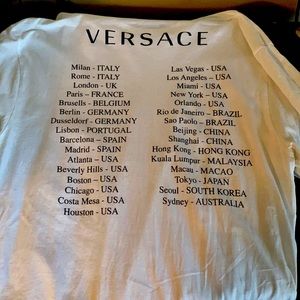 VERSACE
Milan - ITALY
Rome - ITALY
London - UK
Paris – FRANCE
Brusells - BELGIUM
Berlin - GERMANY
Dusseldorf - GERMANY
Lisbon - PORTUGAL
Barcelona – SPAIN
Madrid - SPAIN
Atlanta – USA
Beverly Hills - USA
Boston – USA
Chicago - USA
Costa Mesa - USA
Houston - USA
Las Vegas - USA
Los Angeles – USA
Miami - USA
New York – USA
Orlando - USA
Rio de Janeiro – BRAZIL
Sao Paolo – BRAZIL
Beijing - CHINA
Shanghai - CHINA
Hong Kong - HONG KONG
Kuala Lumpur - MALAYSIA
Macau - MACAO
Tokyo - JAPAN
Seoul - SOUTH KOREA
Sydney - AUSTRALIA